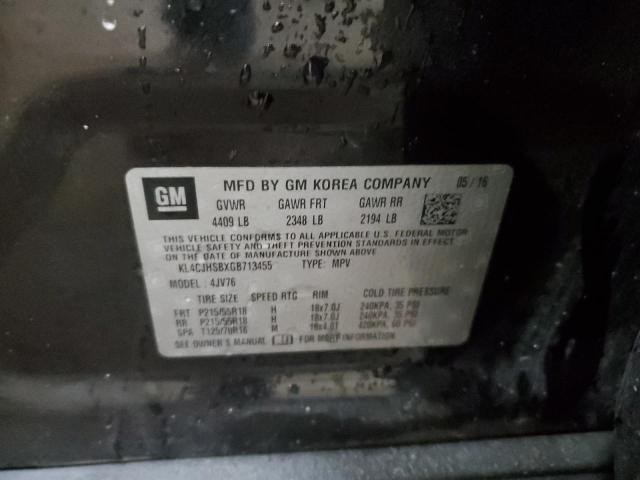 GM
MFD BY GM KOREA COMPANY 05/16
GVWR GAWR FRT GAWR RR
4409 LB 2348 LB 2194 LB
THIS VEHICLE CONFORMS TO ALL APPLICABLE U.S. FEDERAL MOTOR
VEHICLE SAFETY AND THEFT PREVENTION STANDARDS IN EFFECT ON
THE DATE OF MANUFACTURE SHOWN ABOVE.
KL4CJHSBXGB713455 TYPE: MPV
MODEL: 4JV76
TIRE SIZE SPEED RTG RIM COLD TIRE PRESSURE
FRT P215/55R18 H 18x7.0J 240KPA, 35 PSI
RR P215/55R18 H 18x7.0J 240KPA, 35 PSI
SPA T125/70R16 M 16x4.0T 420KPA, 60 PSI
SEE OWNER'S MANUAL FOR MORE INFORMATION